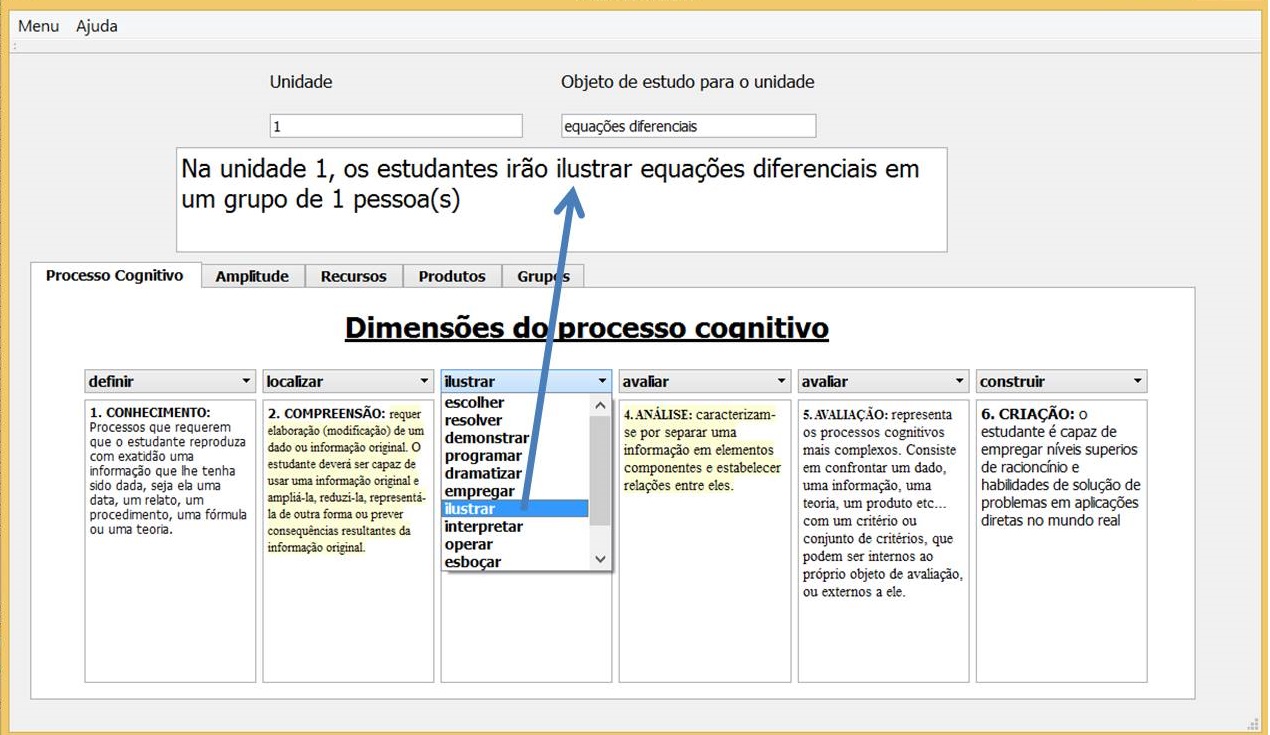 Menu Ajuda
Unidade Objeto de estudo para o unidade
1 equações diferenciais
Na unidade 1, os estudantes irão ilustrar equações diferenciais em
um grupo de 1 pessoa(s)
Processo Cognitivo Amplitude Recursos Produtos Grupos
Dimensões do processo cognitivo
definir localizar ilustrar avaliar avaliar construir
1. CONHECIMENTO:
Processos que requerem
que o estudante reproduza
com exatidão uma
informação que lhe tenha
sido dada, seja ela uma
data, um relato, um
procedimento, uma fórmula
ou uma teoria.
2. COMPREENSÃO: requer
elaboração (modificação) de um
dado ou informação original. O
estudante deverá ser capaz de
usar uma informação original e
ampliá-la, reduzi-la, representá-
la de outra forma ou prever
consequências resultantes da
informação original.
escolher
resolver
demonstrar
programar
dramatizar
empregar
ilustrar
interpretar
operar
esboçar
4. ANÁLISE: caracterizam-
se por separar uma
informação em elementos
componentes e estabelecer
relações entre eles.
5. AVALIAÇÃO: representa
os processos cognitivos
mais complexos. Consiste
em confrontar um dado,
uma informação, uma
teoria, um produto etc...
com um critério ou
conjunto de critérios, que
podem ser internos ao
próprio objeto de avaliação,
ou externos a ele.
6. CRIAÇÃO: o
estudante é capaz de
empregar níveis superios
de racioncínio e
habilidades de solução de
problemas em aplicações
diretas no mundo real